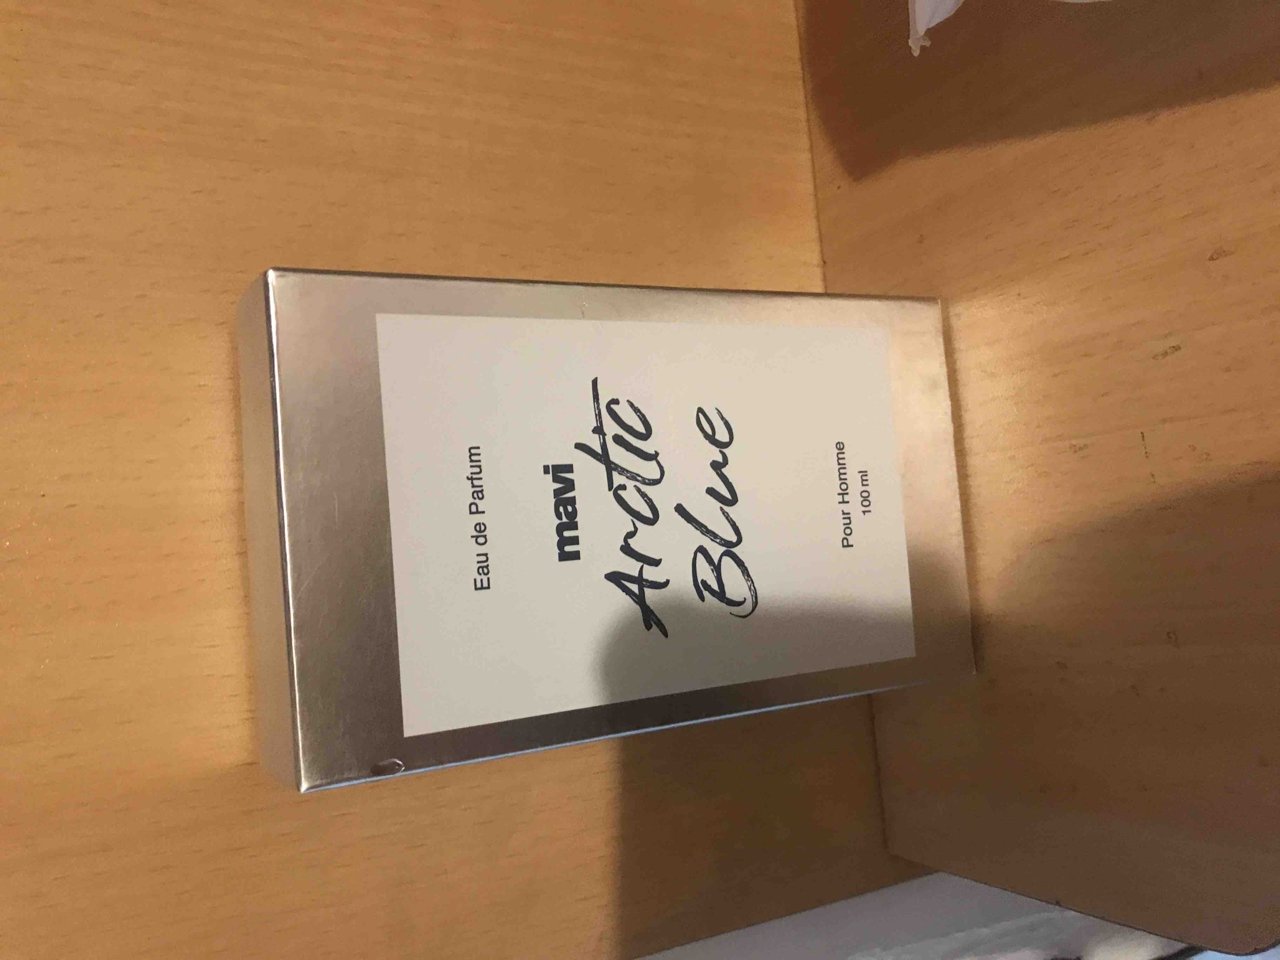 Eau de Parfum
mavi
Arctic
Blue
Pour Homme
100 ml